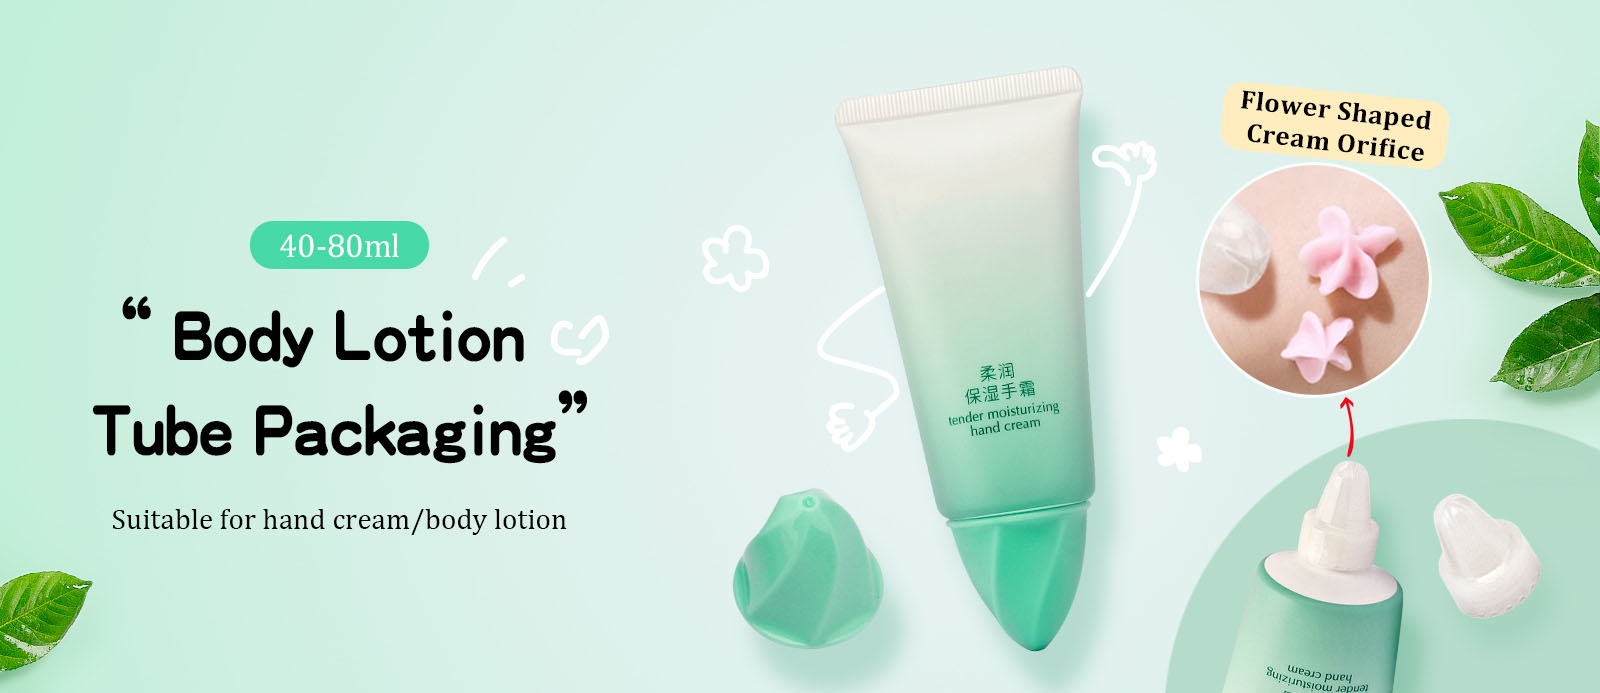 40-80ml
“ Body Lotion
Tube Packaging”
Suitable for hand cream/body lotion
柔润
保湿手霜
tender moisturizing
hand cream
Flower Shaped
Cream Orifice
tender moisturizing
hand cream